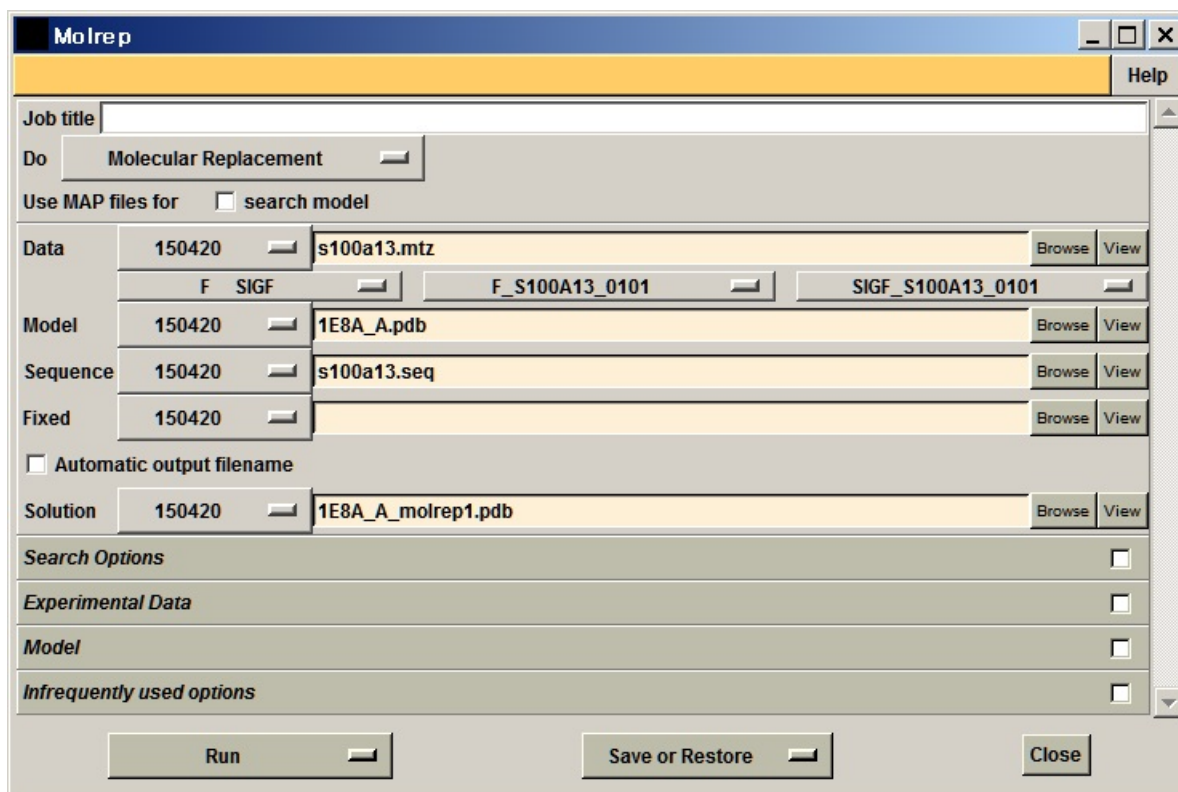 Molrep
Help
Job title
Do Molecular Replacement
Use MAP files for search model
Data 150420 s100a13.mtz Browse View
F SIGF F_S100A13_0101 SIGF_S100A13_0101
Model 150420 1E8A_A.pdb Browse View
Sequence 150420 s100a13.seq Browse View
Fixed 150420 Browse View
Automatic output filename
Solution 150420 1E8A_A_molrep1.pdb Browse View
Search Options
Experimental Data
Model
Infrequently used options
Run Save or Restore Close